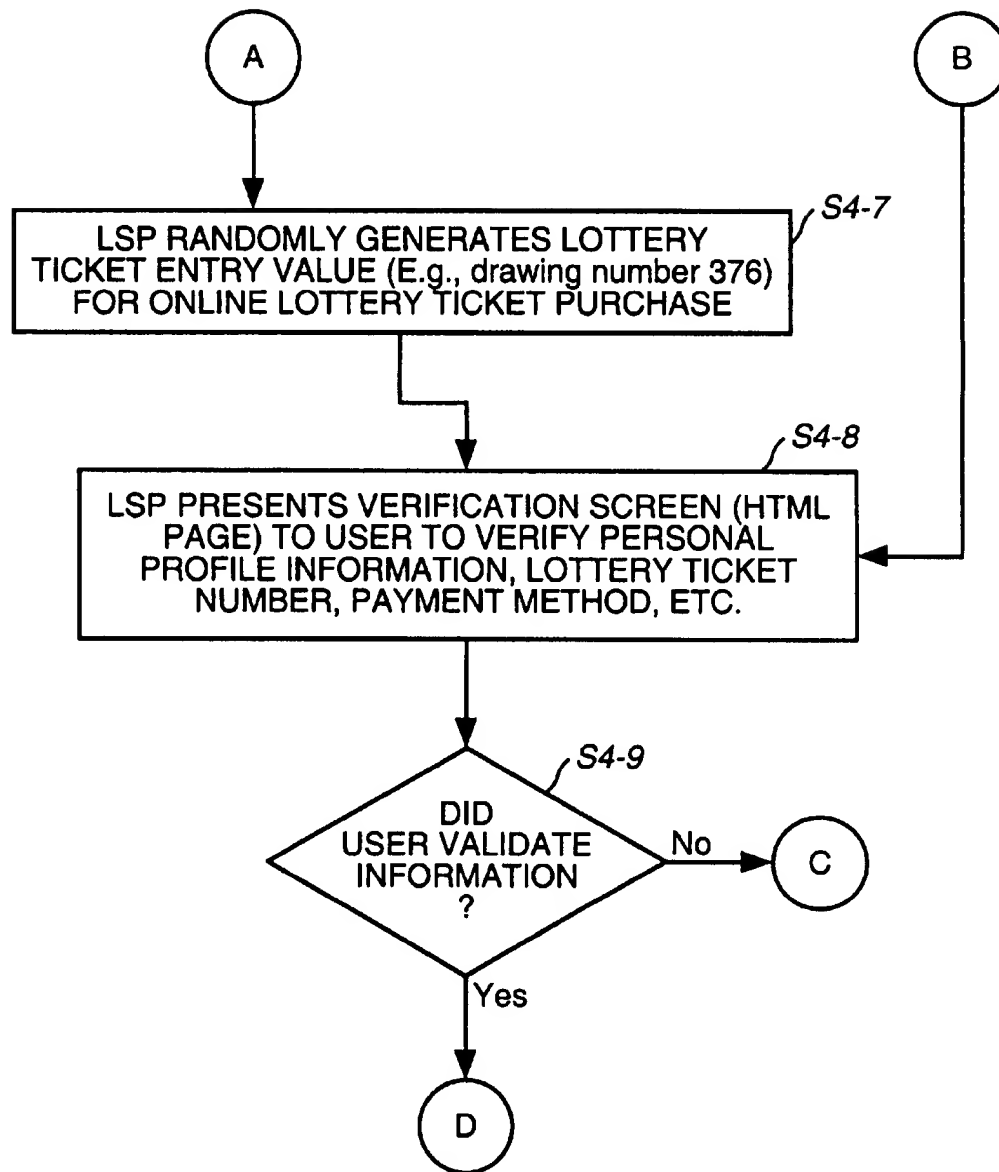 A
B
S4-7
LSP RANDOMLY GENERATES LOTTERY
TICKET ENTRY VALUE (E.g., drawing number 376)
FOR ONLINE LOTTERY TICKET PURCHASE
S4-8
LSP PRESENTS VERIFICATION SCREEN (HTML
PAGE) TO USER TO VERIFY PERSONAL
PROFILE INFORMATION, LOTTERY TICKET
NUMBER, PAYMENT METHOD, ETC.
S4-9
DID
USER VALIDATE
INFORMATION
?
No
C
Yes
D